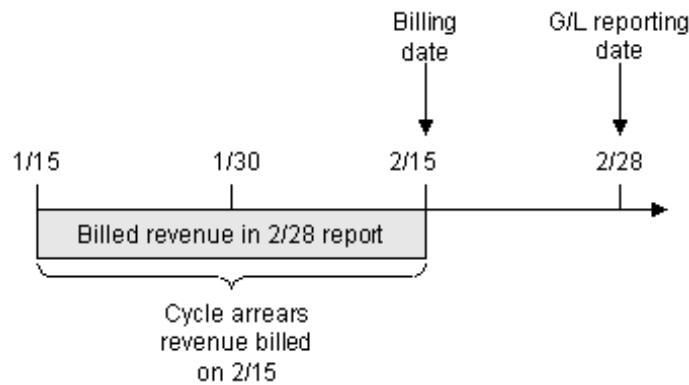 Billing
date
G/L reporting
date
1/15
1/30
2/15
2/28
Billed revenue in 2/28 report
Cycle arrears
revenue billed
on 2/15